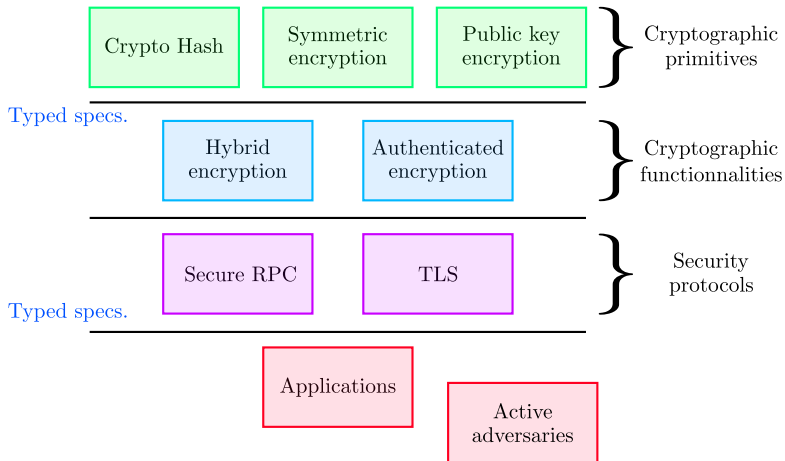 Crypto Hash
Symmetric
encryption
Public key
encryption
Cryptographic
primitives
Typed specs.
Hybrid
encryption
Authenticated
encryption
Cryptographic
functionnalities
Secure RPC
TLS
Security
protocols
Typed specs.
Applications
Active
adversaries